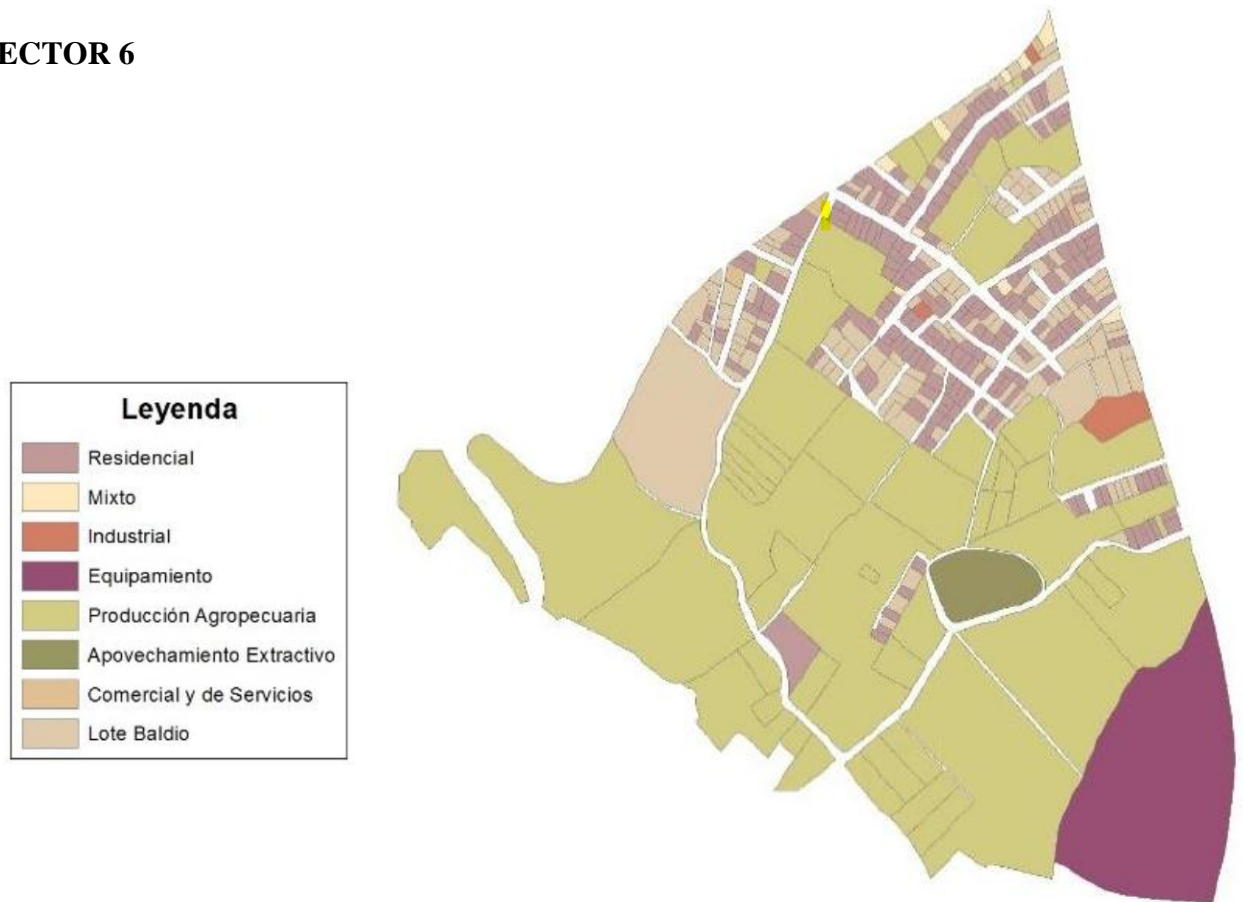 ECTOR 6
Leyenda
Residencial
Mixto
Industrial
Equipamiento
Producción Agropecuaria
Apovechamiento Extractivo
Comercial y de Servicios
Lote Baldio